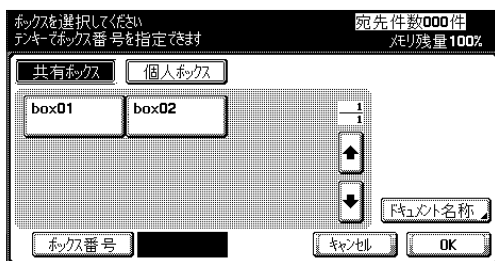 ボックスを選択してください
テンキーでボックス番号を指定できます
宛先件数000件
メモリ残量100%
共有ボックス
個人ボックス
box01
box02
1
1
ドキュメント名称
ボックス番号
キャンセル
OK